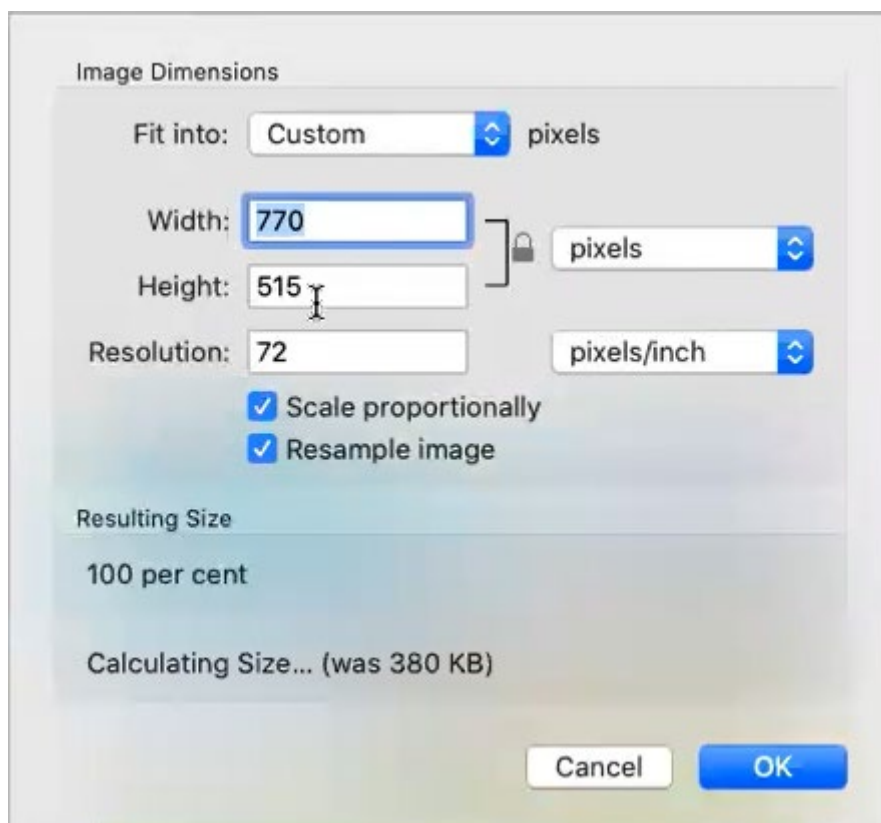 Image Dimensions
Fit into: Custom pixels
Width: 770
pixels
Height: 515
Resolution: 72 pixels/inch
Scale proportionally
Resample image
Resulting Size
100 per cent
Calculating Size... (was 380 KB)
Cancel OK